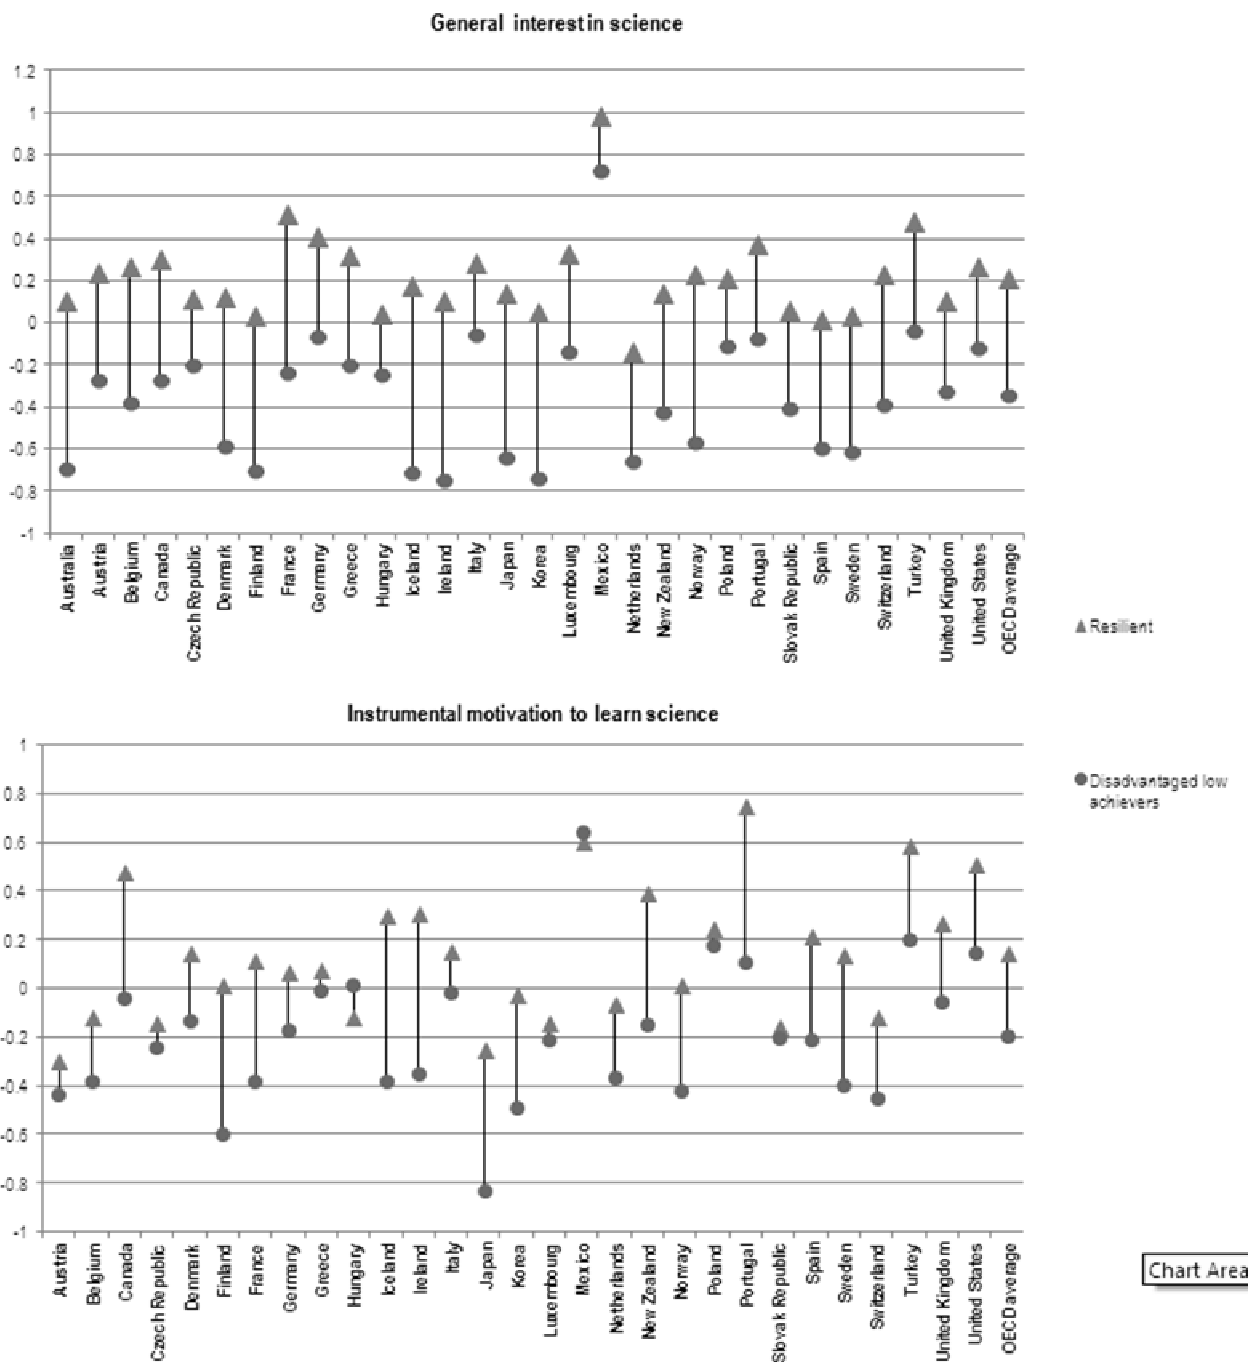 General interest in science
1.2
1
0.8
0.6
0.4
0.2
0
-0.2
-0.4
-0.6
-0.8
-1
Australia
Austria
Belgium
Canada
Czech Republic
Denmark
Finland
France
Germany
Greece
Hungary
Iceland
Ireland
Italy
Japan
Korea
Luxembourg
Mexico
Netherlands
New Zealand
Norway
Poland
Portugal
Slovak Republic
Spain
Sweden
Switzerland
Turkey
United Kingdom
United States
OECD average
Resilient
Instrumental motivation to learn science
Disadvantaged low
achievers
1
0.8
0.6
0.4
0.2
0
-0.2
-0.4
-0.6
-0.8
-1
Austria
Belgium
Canada
Czech Republic
Denmark
Finland
France
Germany
Greece
Hungary
Iceland
Ireland
Italy
Japan
Korea
Luxembourg
Mexico
Netherlands
New Zealand
Norway
Poland
Portugal
Slovak Republic
Spain
Sweden
Switzerland
Turkey
United Kingdom
United States
OECD average
Chart Area